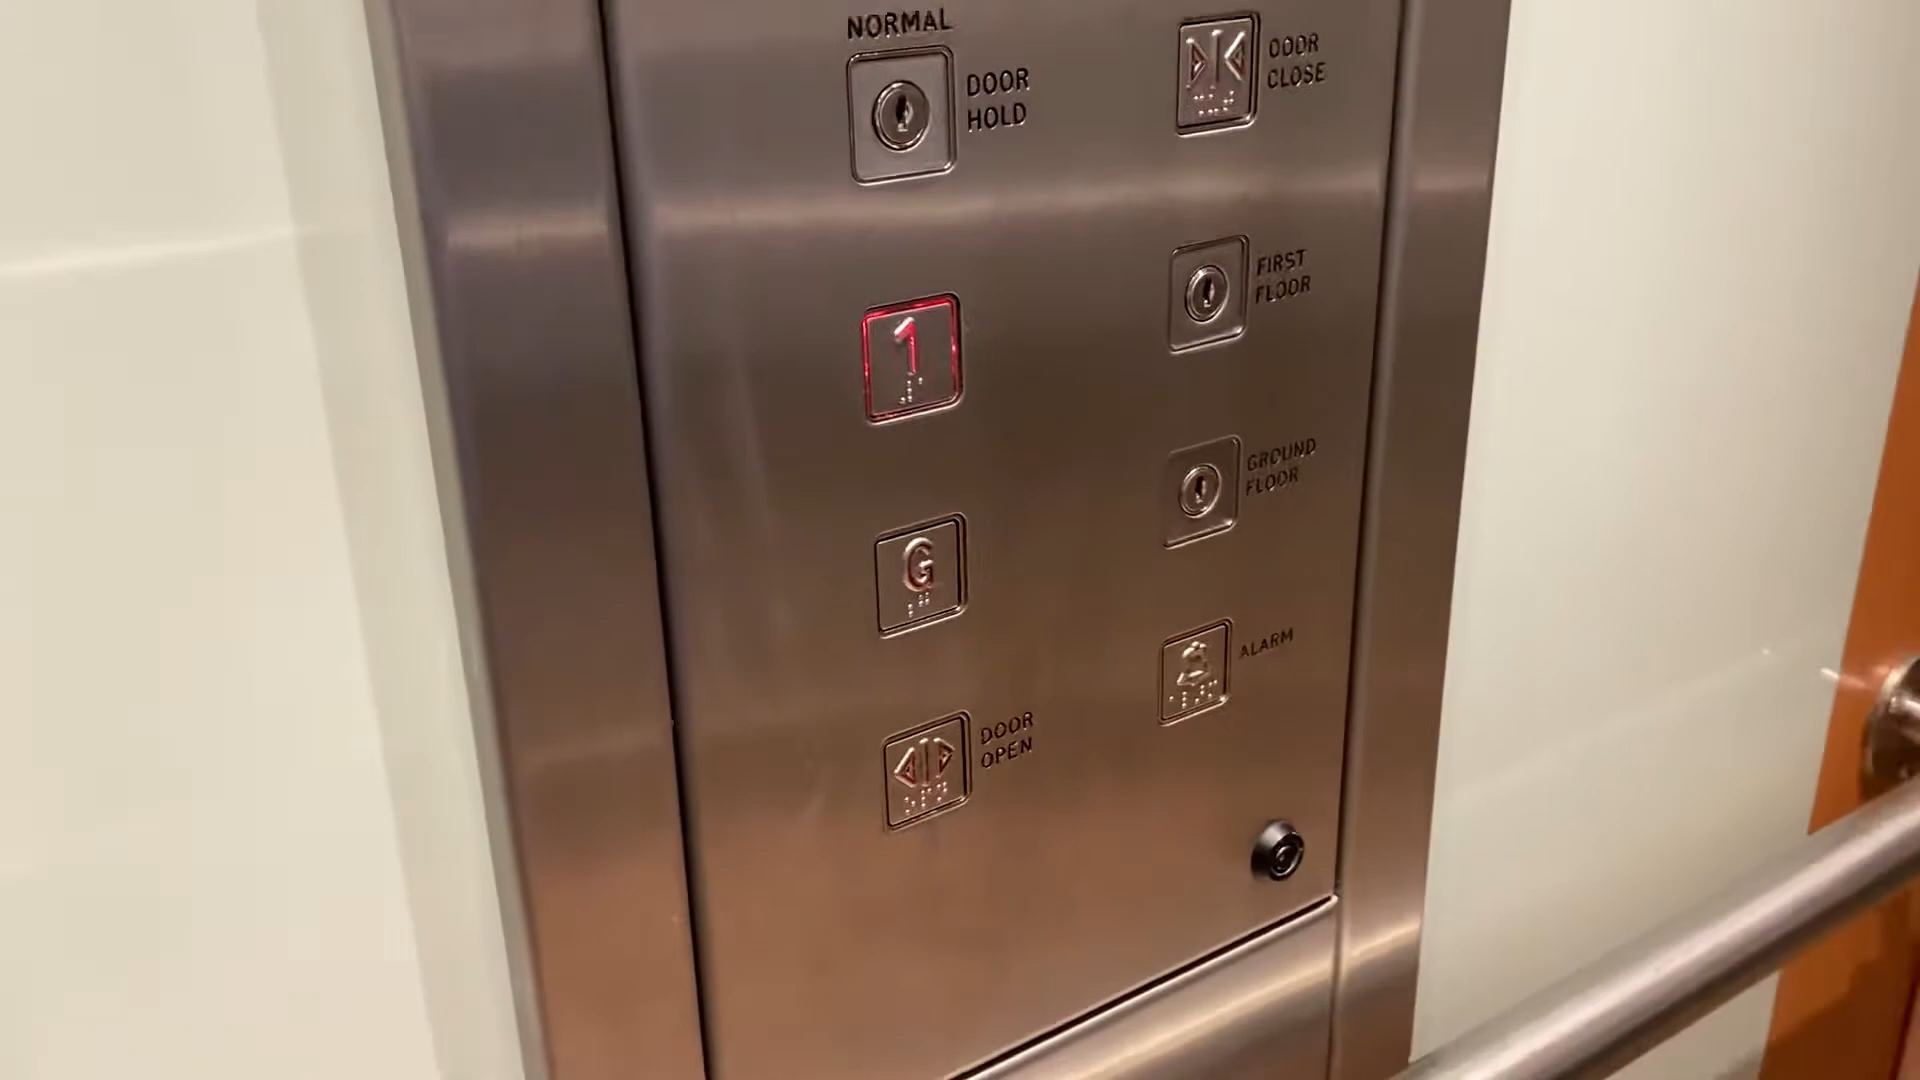 NORMAL
DOOR
HOLD
DOOR
CLOSE
1
FIRST
FLOOR
G
GROUND
FLOOR
DOOR
OPEN
ALARM